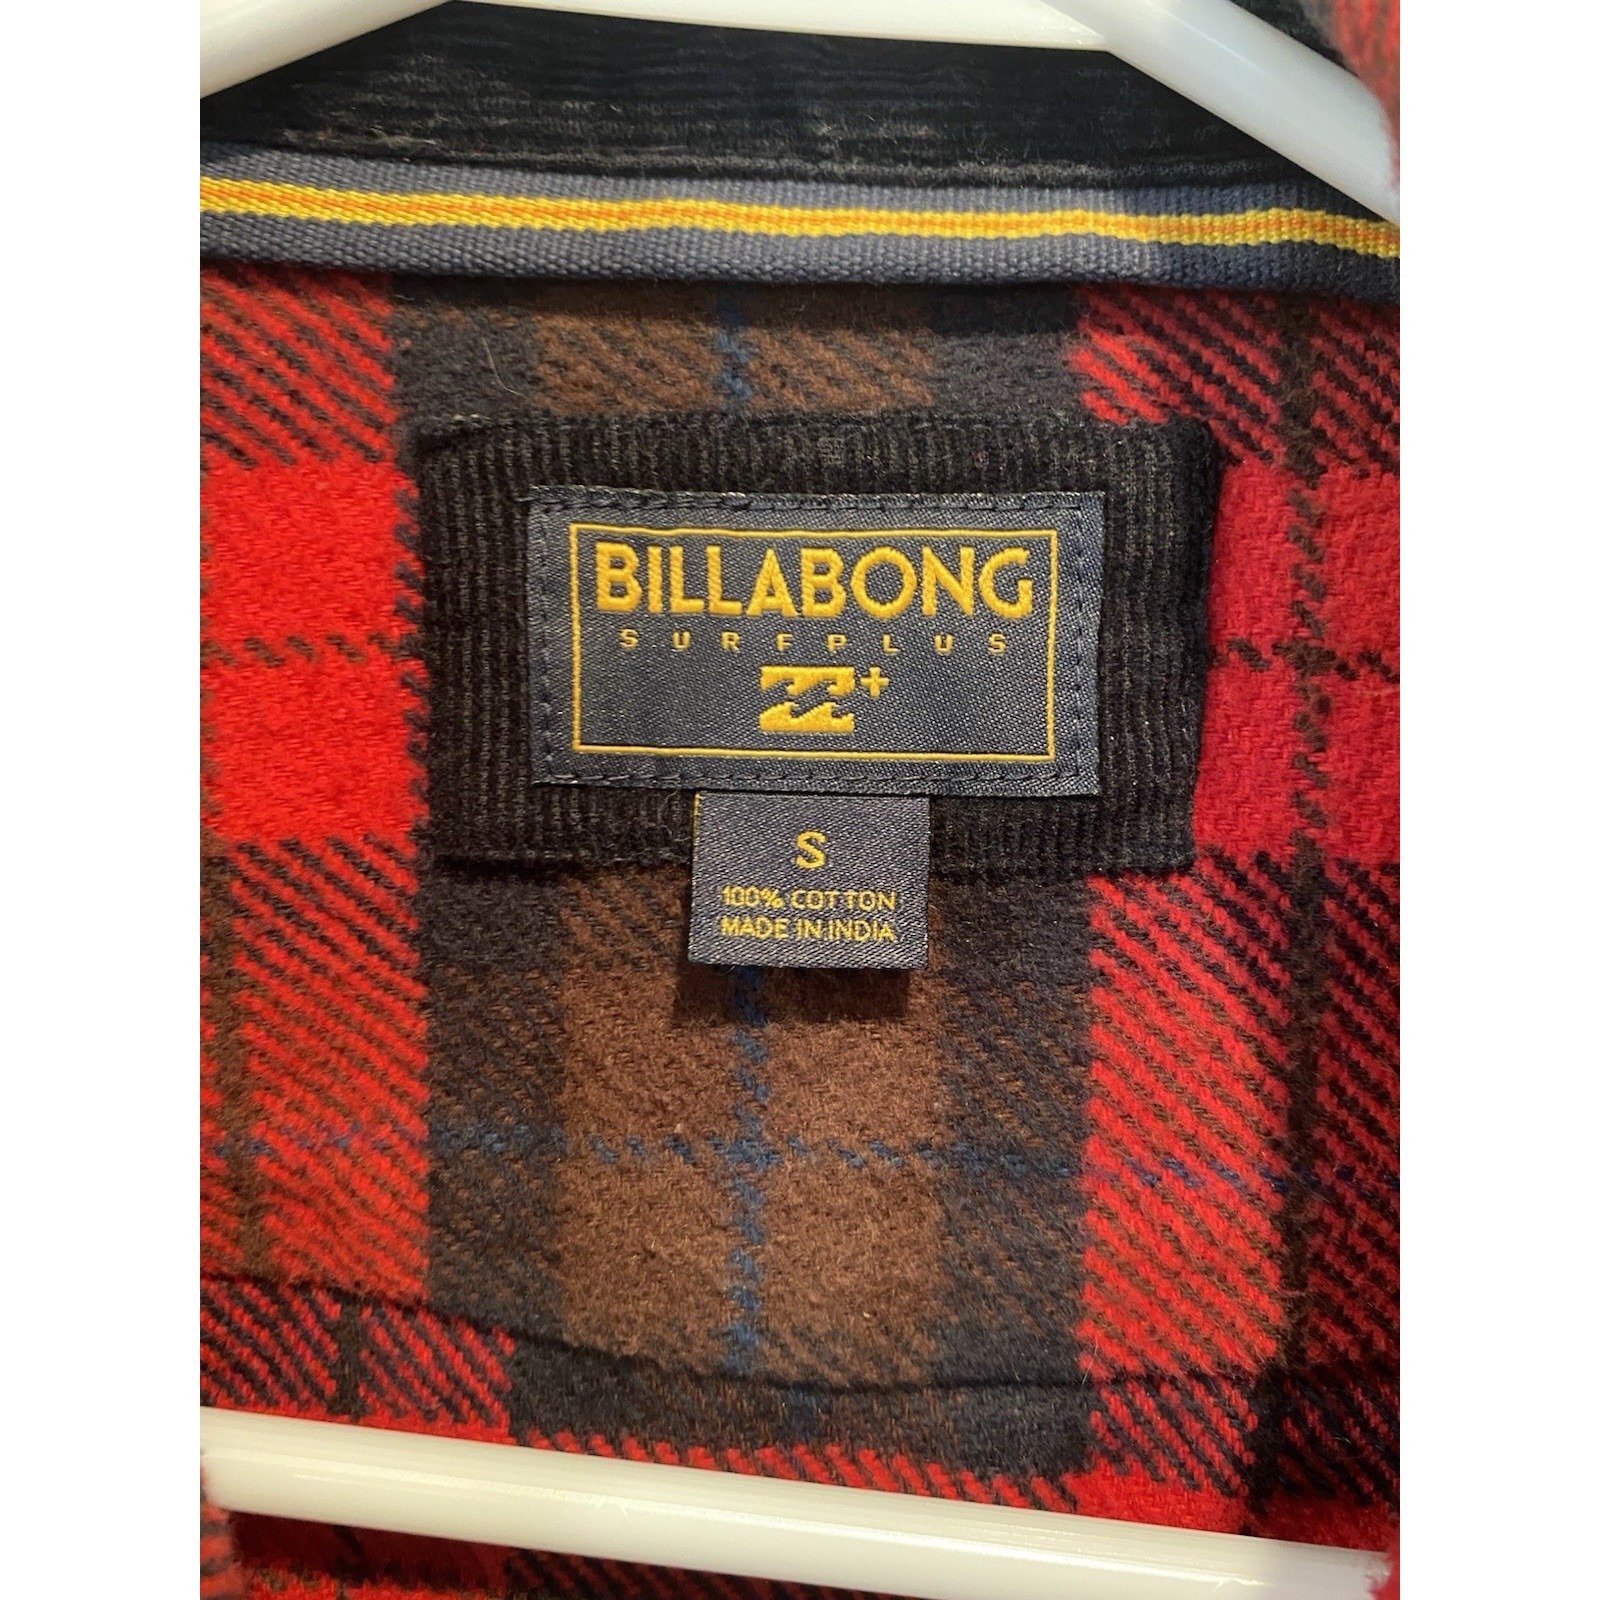 BILLABONG
SURFPLUS
S
100% COTTON
MADE IN INDIA